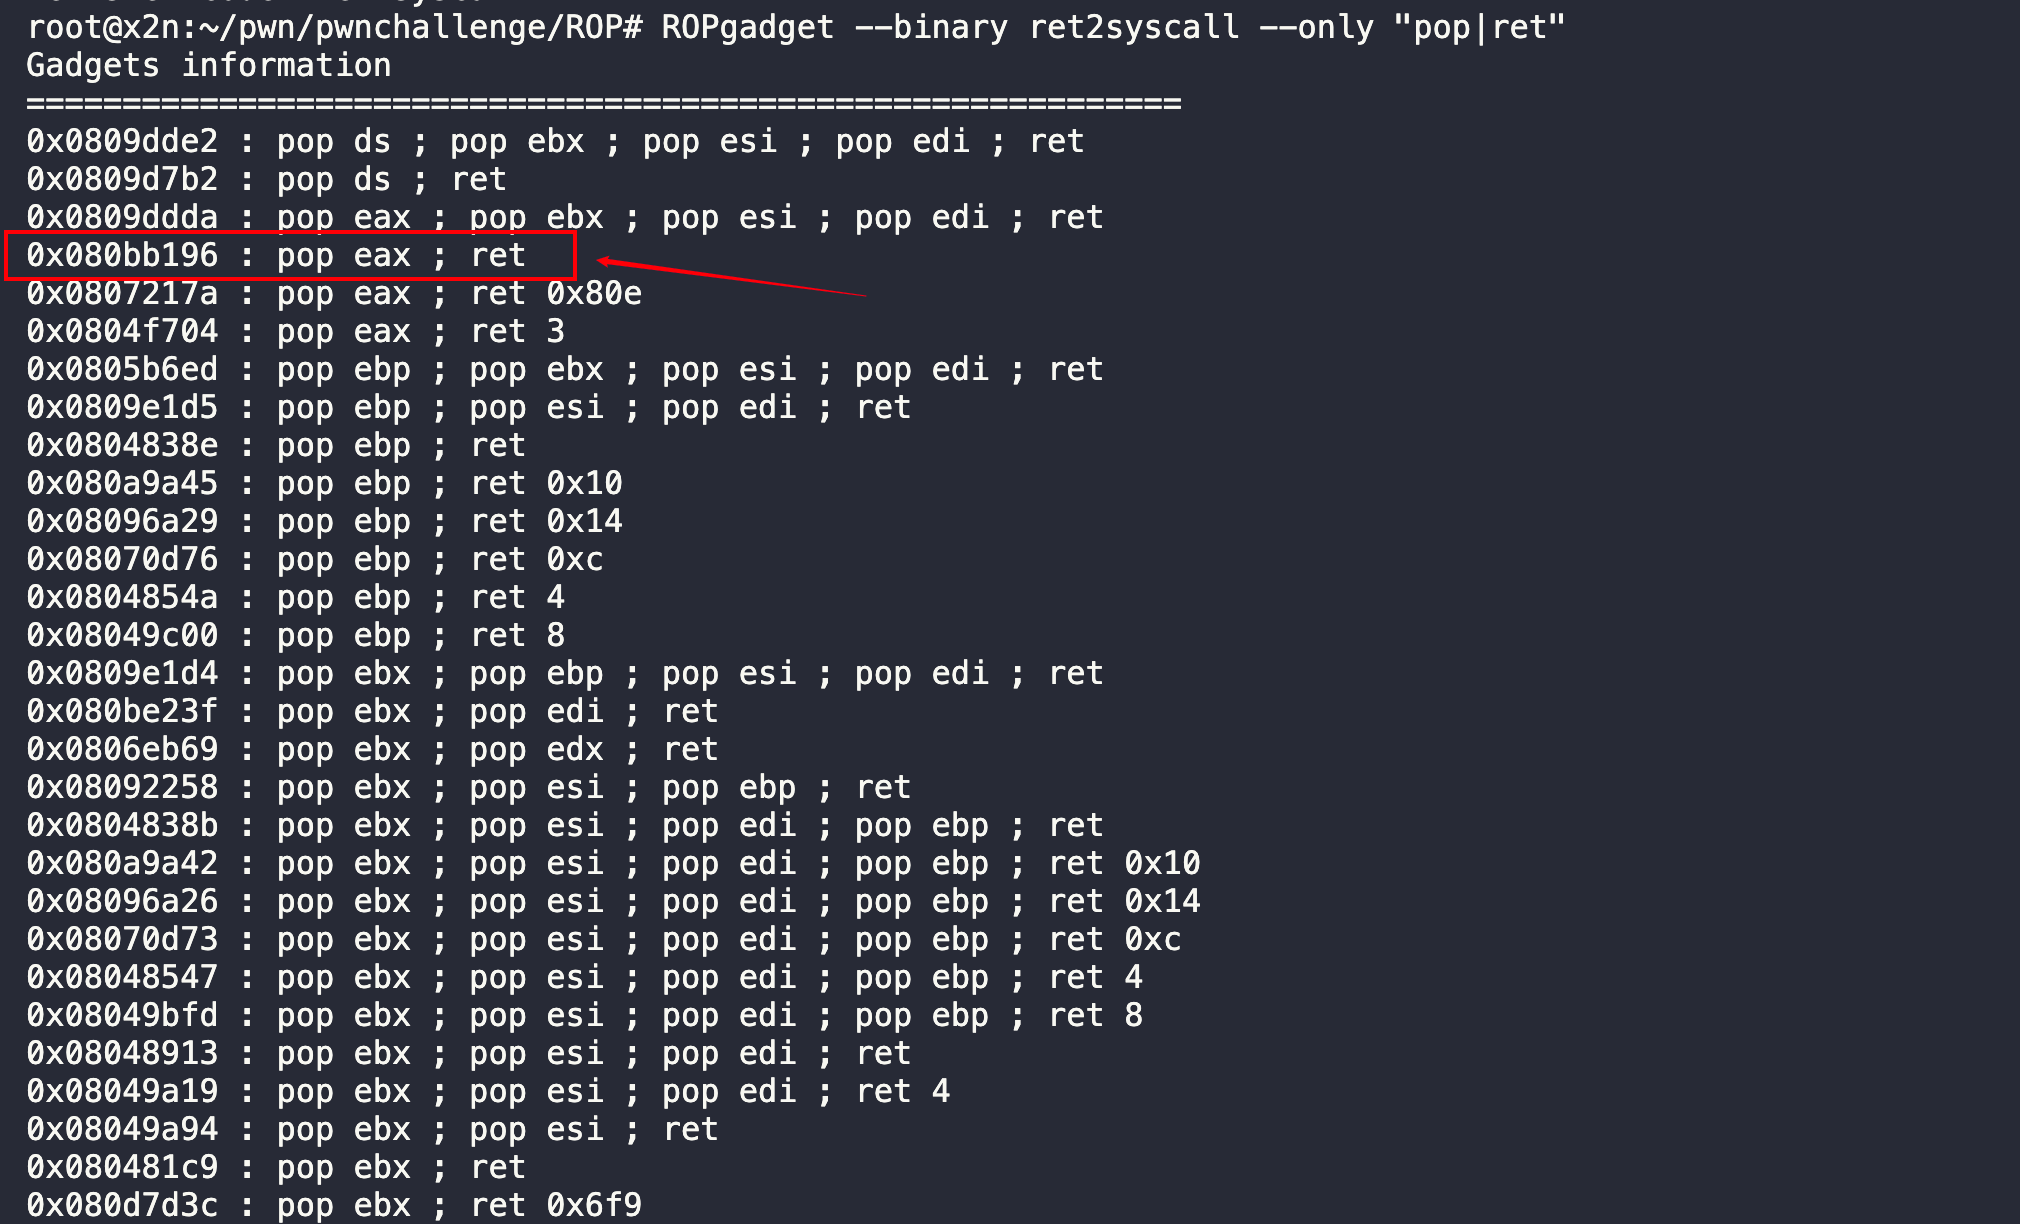 root@x2n:~/pwn/pwnchallenge/ROP# ROPgadget --binary ret2syscall --only "pop|ret"
Gadgets information
============================================================
0x0809dde2 : pop ds ; pop ebx ; pop esi ; pop edi ; ret
0x0809d7b2 : pop ds ; ret
0x0809ddda : pop eax ; pop ebx ; pop esi ; pop edi ; ret
0x080bb196 : pop eax ; ret
0x0807217a : pop eax ; ret 0x80e
0x0804f704 : pop eax ; ret 3
0x0805b6ed : pop ebp ; pop ebx ; pop esi ; pop edi ; ret
0x0809e1d5 : pop ebp ; pop esi ; pop edi ; ret
0x0804838e : pop ebp ; ret
0x080a9a45 : pop ebp ; ret 0x10
0x08096a29 : pop ebp ; ret 0x14
0x08070d76 : pop ebp ; ret 0xc
0x0804854a : pop ebp ; ret 4
0x08049c00 : pop ebp ; ret 8
0x0809e1d4 : pop ebx ; pop ebp ; pop esi ; pop edi ; ret
0x080be23f : pop ebx ; pop edi ; ret
0x0806eb69 : pop ebx ; pop edx ; ret
0x08092258 : pop ebx ; pop esi ; pop ebp ; ret
0x0804838b : pop ebx ; pop esi ; pop edi ; pop ebp ; ret
0x080a9a42 : pop ebx ; pop esi ; pop edi ; pop ebp ; ret 0x10
0x08096a26 : pop ebx ; pop esi ; pop edi ; pop ebp ; ret 0x14
0x08070d73 : pop ebx ; pop esi ; pop edi ; pop ebp ; ret 0xc
0x08048547 : pop ebx ; pop esi ; pop edi ; pop ebp ; ret 4
0x08049bfd : pop ebx ; pop esi ; pop edi ; pop ebp ; ret 8
0x08048913 : pop ebx ; pop esi ; pop edi ; ret
0x08049a19 : pop ebx ; pop esi ; pop edi ; ret 4
0x08049a94 : pop ebx ; pop esi ; ret
0x080481c9 : pop ebx ; ret
0x080d7d3c : pop ebx ; ret 0x6f9